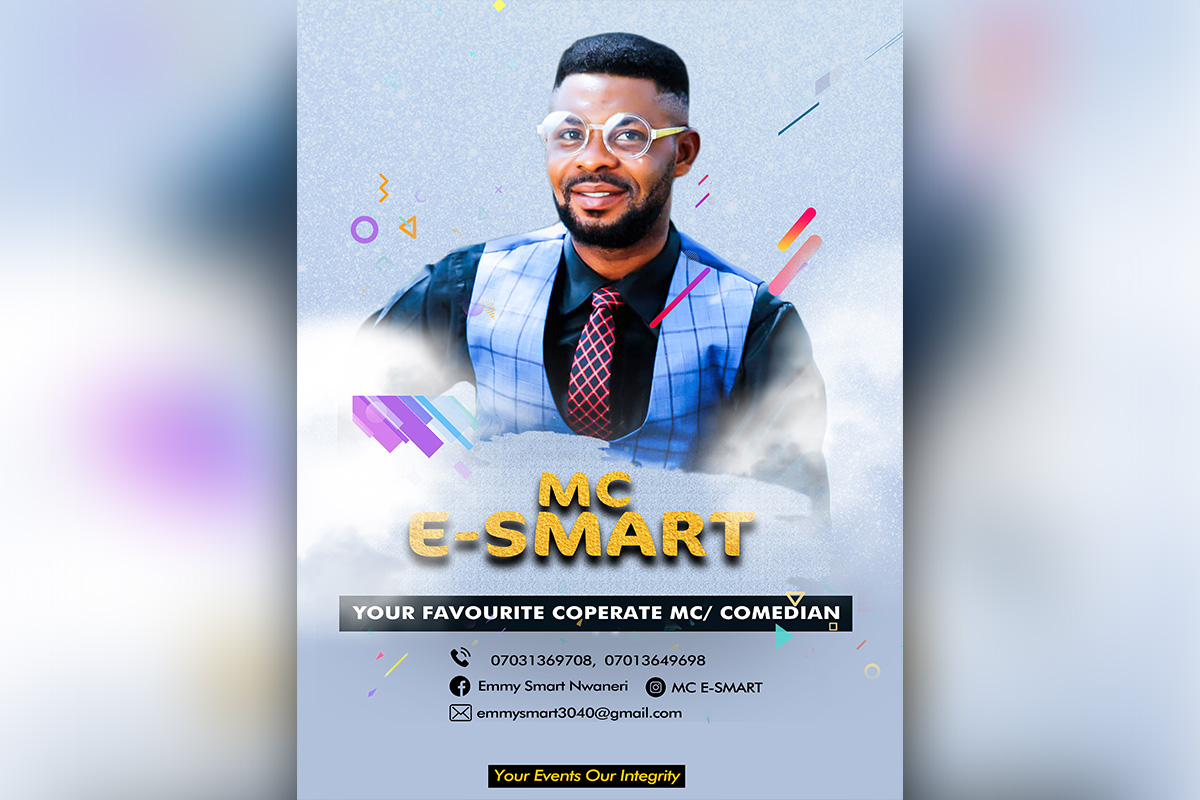 MC
E-SMART
YOUR FAVOURITE COPERATE MC/ COMEDIAN
07031369708, 07013649698
Emmy Smart Nwaneri MC E-SMART
emmysmart3040@gmail.com
Your Events Our Integrity